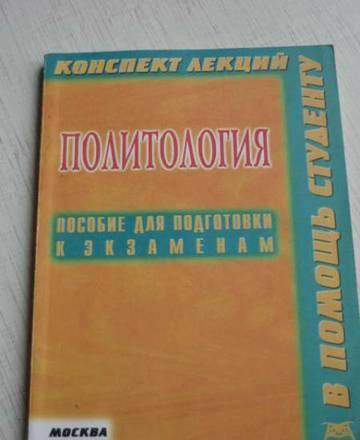 КОНСПЕКТ ЛЕКЦИЙ
ПОЛИТОЛОГИЯ
ПОСОБИЕ ДЛЯ ПОДГОТОВКИ
К ЭКЗАМЕНАМ
В ПОМОЩЬ СТУДЕНТУ
МОСКВА